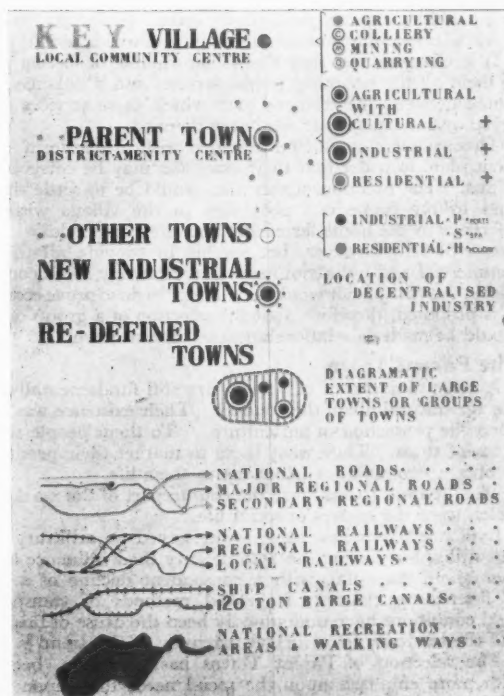 KEY VILLAGE
LOCAL COMMUNITY CENTRE
AGRICULTURAL
C COLLIERY
M MINING
Q QUARRYING
PARENT TOWN
DISTRICT-AMENITY CENTRE
AGRICULTURAL
WITH
CULTURAL +
INDUSTRIAL +
RESIDENTIAL +
OTHER TOWNS
INDUSTRIAL - P - PORTS
S - SPA
RESIDENTIAL - H - HOLIDAY
NEW INDUSTRIAL
TOWNS
LOCATION OF
DECENTRALISED
INDUSTRY
RE-DEFINED
TOWNS
DIAGRAMATIC
EXTENT OF LARGE
TOWNS OR GROUPS
OF TOWNS
NATIONAL ROADS
MAJOR REGIONAL ROADS
SECONDARY REGIONAL ROADS
NATIONAL RAILWAYS
REGIONAL RAILWAYS
LOCAL RAILWAYS
SHIP CANALS
120 TON BARGE CANALS
NATIONAL RECREATION
AREAS & WALKING WAYS